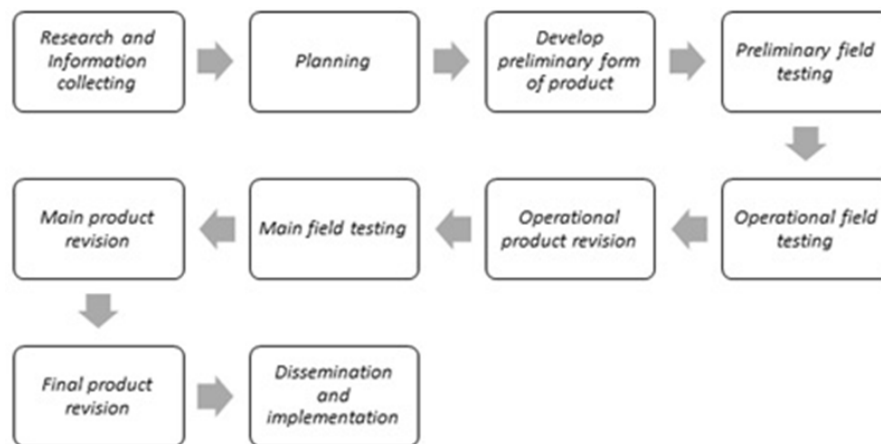 Research and
Information
collecting
Planning
Develop
preliminary form
of product
Preliminary field
testing
Operational field
testing
Operational
product revision
Main field testing
Main product
revision
Final product
revision
Dissemination
and
implementation